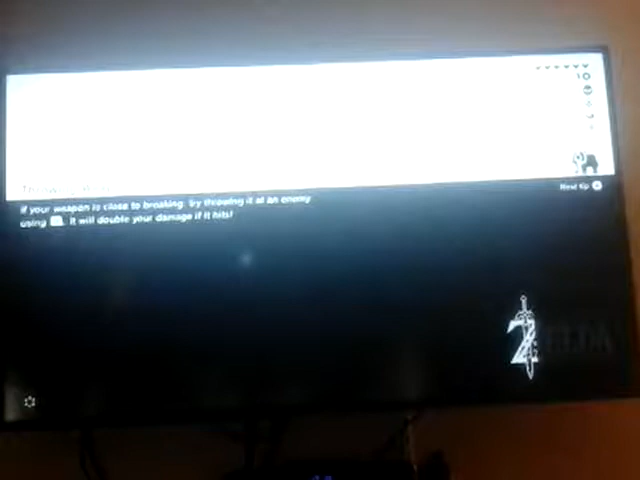 Throwing
If your weapon is close to breaking, try throwing it at an enemy
using R. It will double your damage if it hits!
Next tip
ZELDA